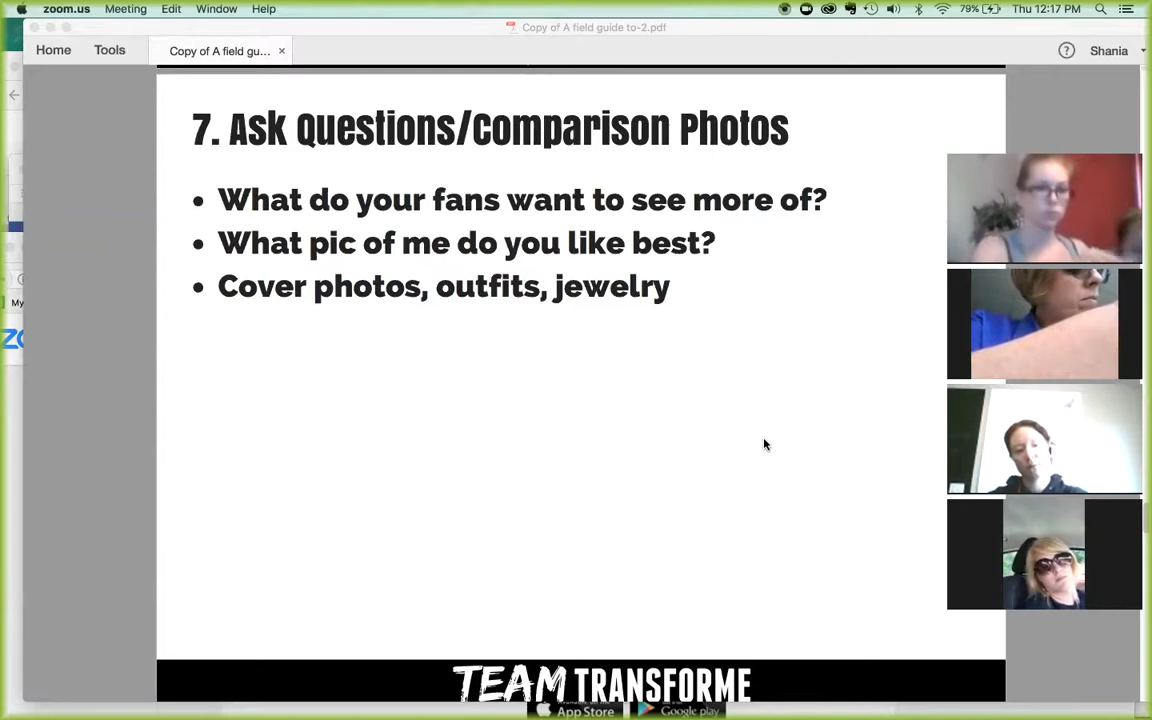 zoom.us Meeting Edit Window Help 79% Thu 12:17 PM
Copy of A field guide to-2.pdf
Home Tools Copy of A field gu... × ? Shania
7. Ask Questions/Comparison Photos
• What do your fans want to see more of?
• What pic of me do you like best?
• Cover photos, outfits, jewelry
My
TEAM TRANSFORME
App Store Google play